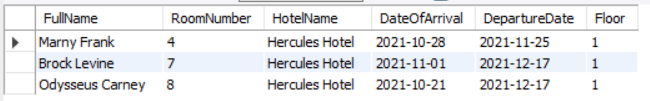 FullName RoomNumber HotelName DateOfArrival DepartureDate Floor
Marny Frank 4 Hercules Hotel 2021-10-28 2021-11-25 1
Brock Levine 7 Hercules Hotel 2021-11-01 2021-12-17 1
Odysseus Carney 8 Hercules Hotel 2021-10-21 2021-12-17 1